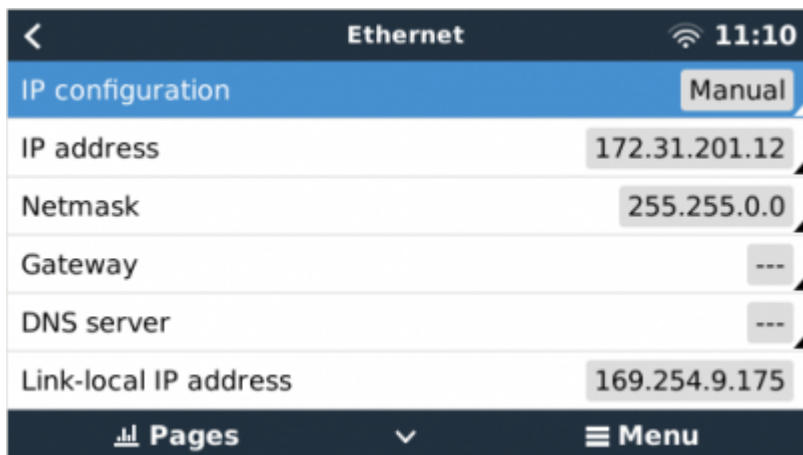 Ethernet 11:10
IP configuration Manual
IP address 172.31.201.12
Netmask 255.255.0.0
Gateway ---
DNS server ---
Link-local IP address 169.254.9.175
Pages Menu